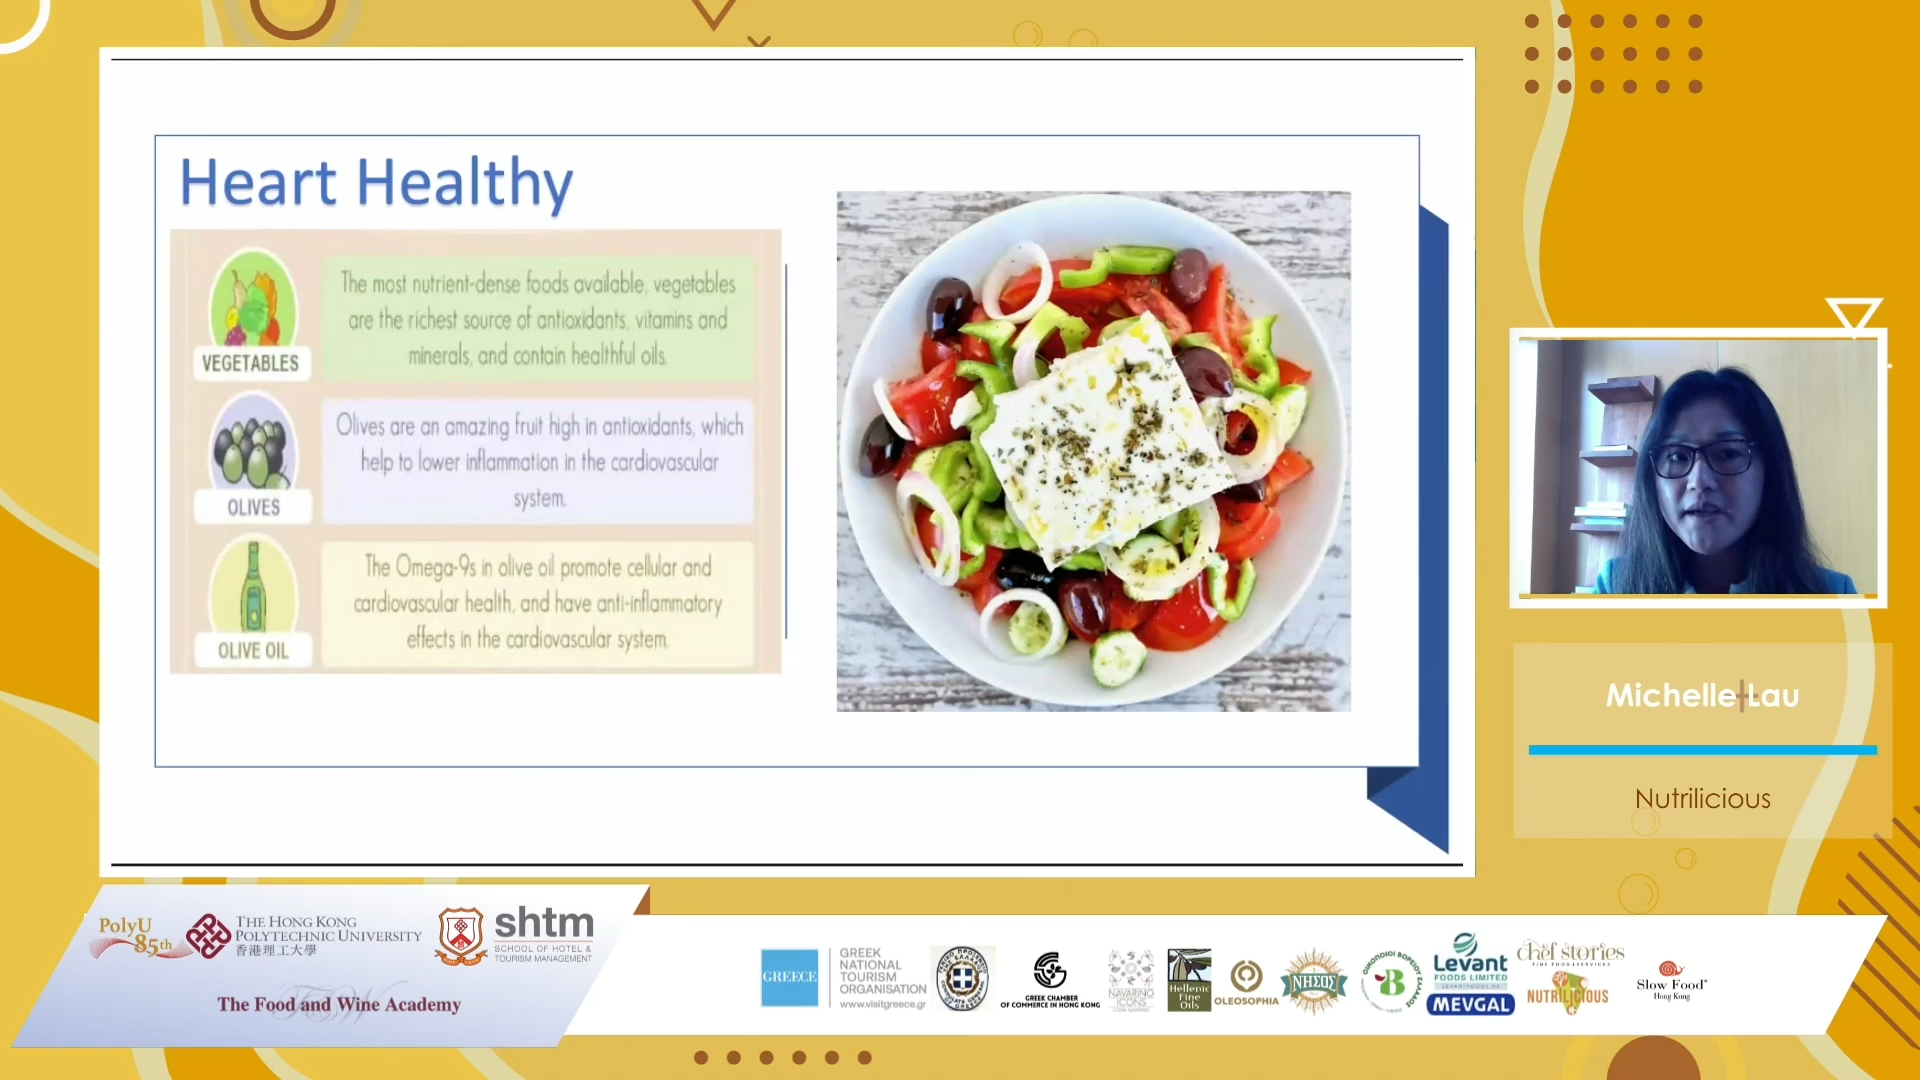 Heart Healthy
VEGETABLES
The most nutrient-dense foods available, vegetables
are the richest source of antioxidants, vitamins and
minerals, and contain healthful oils.
OLIVES
Olives are an amazing fruit high in antioxidants, which
help to lower inflammation in the cardiovascular
system.
OLIVE OIL
The Omega-9s in olive oil promote cellular and
cardiovascular health, and have anti-inflammatory
effects in the cardiovascular system.
Michelle Lau
Nutrilicious
PolyU
85th
THE HONG KONG
POLYTECHNIC UNIVERSITY
香港理工大學
shtm
SCHOOL OF HOTEL &
TOURISM MANAGEMENT
The Food and Wine Academy
GREECE
GREEK
NATIONAL
TOURISM
ORGANISATION
www.visitgreece.gr
GREEK CHAMBER
OF COMMERCE IN HONG KONG
NAVARINO
ICONS
Hellenic
Fine
Oils
OLEOSOPHIA
ΝΗΣΟΣ
B
Levant
FOODS LIMITED
MEVGAL
chef stories
FINE FOOD & SERVICES
NUTRILICIOUS
Slow Food®
Hong Kong